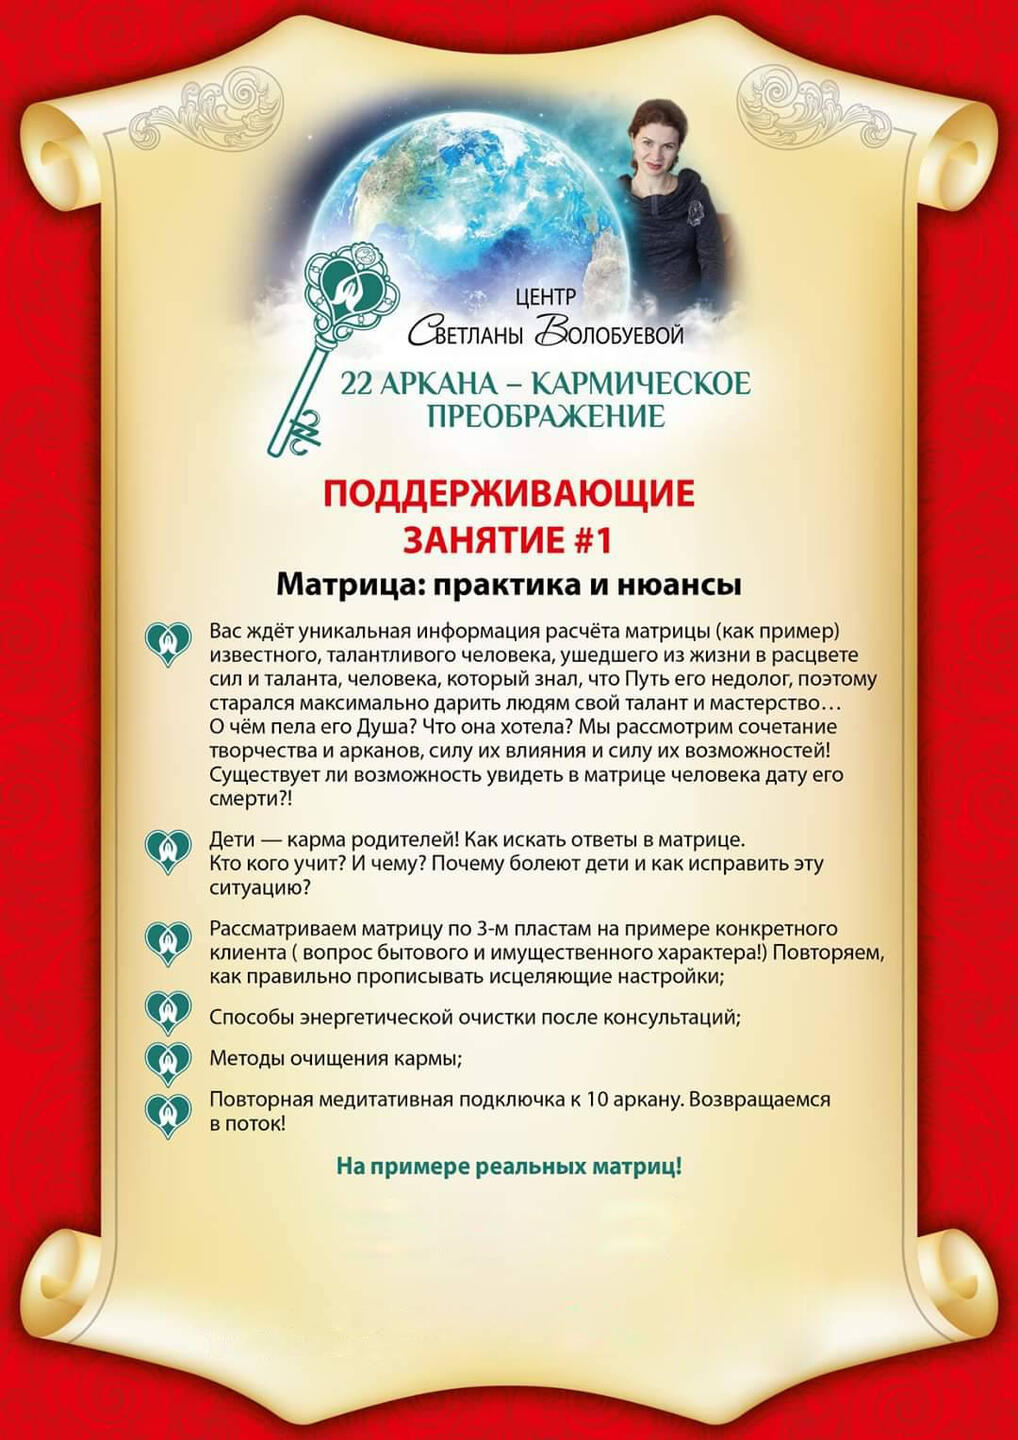 ЦЕНТР
СВЕТЛАНЫ ВОЛОБУЕВОЙ
22 АРКАНА – КАРМИЧЕСКОЕ
ПРЕОБРАЖЕНИЕ
ПОДДЕРЖИВАЮЩИЕ
ЗАНЯТИЕ #1
Матрица: практика и нюансы
Вас ждёт уникальная информация расчёта матрицы (как пример)
известного, талантливого человека, ушедшего из жизни в расцвете
сил и таланта, человека, который знал, что Путь его недолог, поэтому
старался максимально дарить людям свой талант и мастерство…
О чём пела его Душа? Что она хотела? Мы рассмотрим сочетание
творчества и арканов, силу их влияния и силу их возможностей!
Существует ли возможность увидеть в матрице человека дату его
смерти?!
Дети — карма родителей! Как искать ответы в матрице.
Кто кого учит? И чему? Почему болеют дети и как исправить эту
ситуацию?
Рассматриваем матрицу по 3-м пластам на примере конкретного
клиента ( вопрос бытового и имущественного характера!) Повторяем,
как правильно прописывать исцеляющие настройки;
Способы энергетической очистки после консультаций;
Методы очищения кармы;
Повторная медитативная подключка к 10 аркану. Возвращаемся
в поток!
На примере реальных матриц!